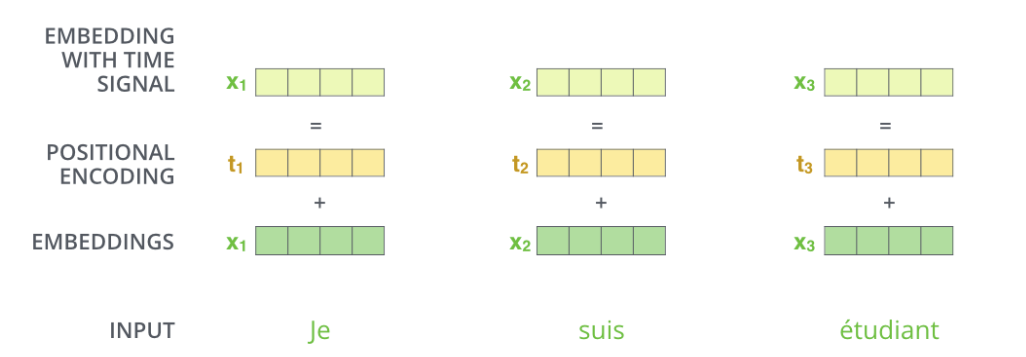 EMBEDDING
WITH TIME
SIGNAL
x1 x2 x3
= = =
POSITIONAL
ENCODING
t1 t2 t3
+ + +
EMBEDDINGS x1 x2 x3
INPUT Je suis étudiant